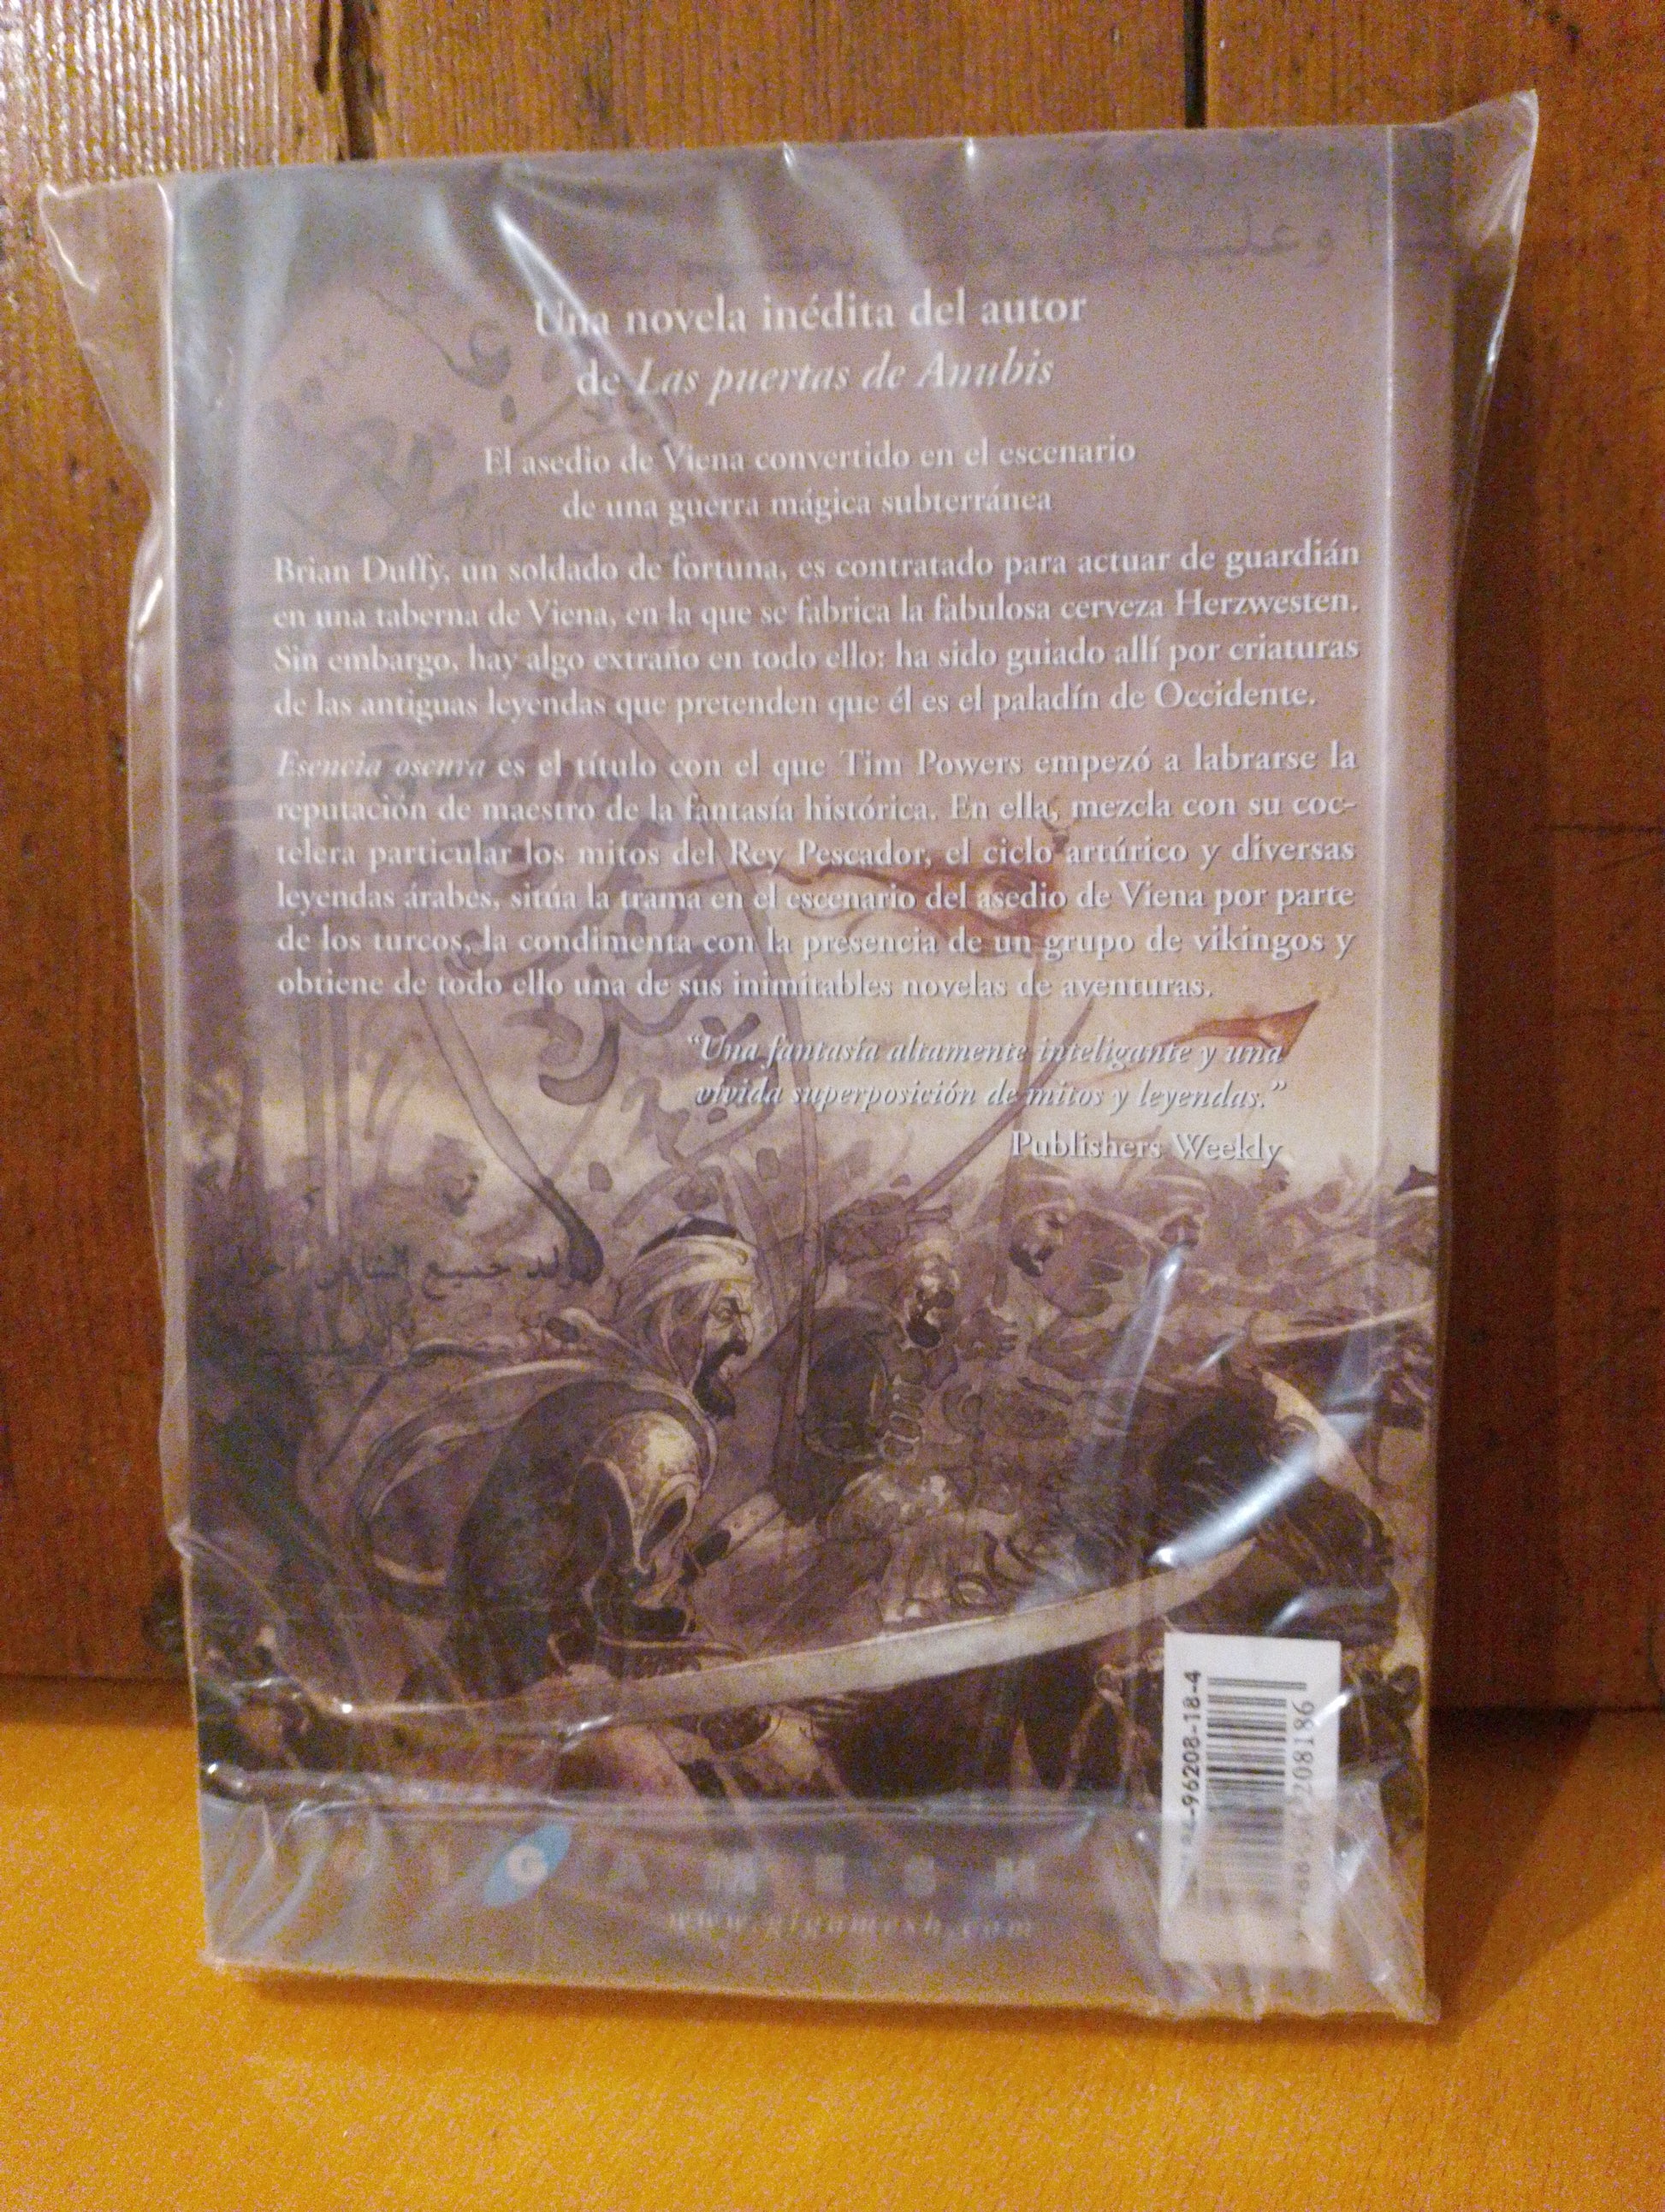 Una novela inédita del autor
de Las puertas de Anubis
El asedio de Viena convertido en el escenario
de una guerra mágica subterránea
Brian Duffy, un soldado de fortuna, es contratado para actuar de guardián
en una taberna de Viena, en la que se fabrica la fabulosa cerveza Herzwesten.
Sin embargo, hay algo extraño en todo ello: ha sido guiado allí por criaturas
de las antiguas leyendas que pretenden que él es el paladín de Occidente.
Esencia oscura es el título con el que Tim Powers empezó a labrarse la
reputación de maestro de la fantasía histórica. En ella, mezcla con su coc-
telera particular los mitos del Rey Pescador, el ciclo artúrico y diversas
leyendas árabes, sitúa la trama en el escenario del asedio de Viena por parte
de los turcos, la condimenta con la presencia de un grupo de vikingos y
obtiene de todo ello una de sus inimitables novelas de aventuras.
“Una fantasía altamente inteligante y una
vívida superposición de mitos y leyendas.”
Publishers Weekly
جميع الناس
GIGAMESH
www.gigamesh.com
96208-18-4
208186